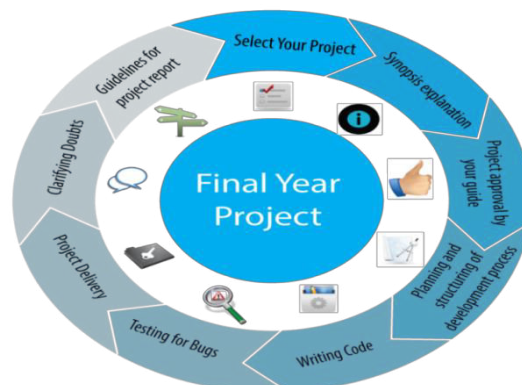 Final Year
Project
Select Your Project
Synopsis explanation
Project approval by
your guide
Planning and
structuring of
development process
Writing Code
Testing for Bugs
Project Delivery
Clarifying Doubts
Guidelines for
project report